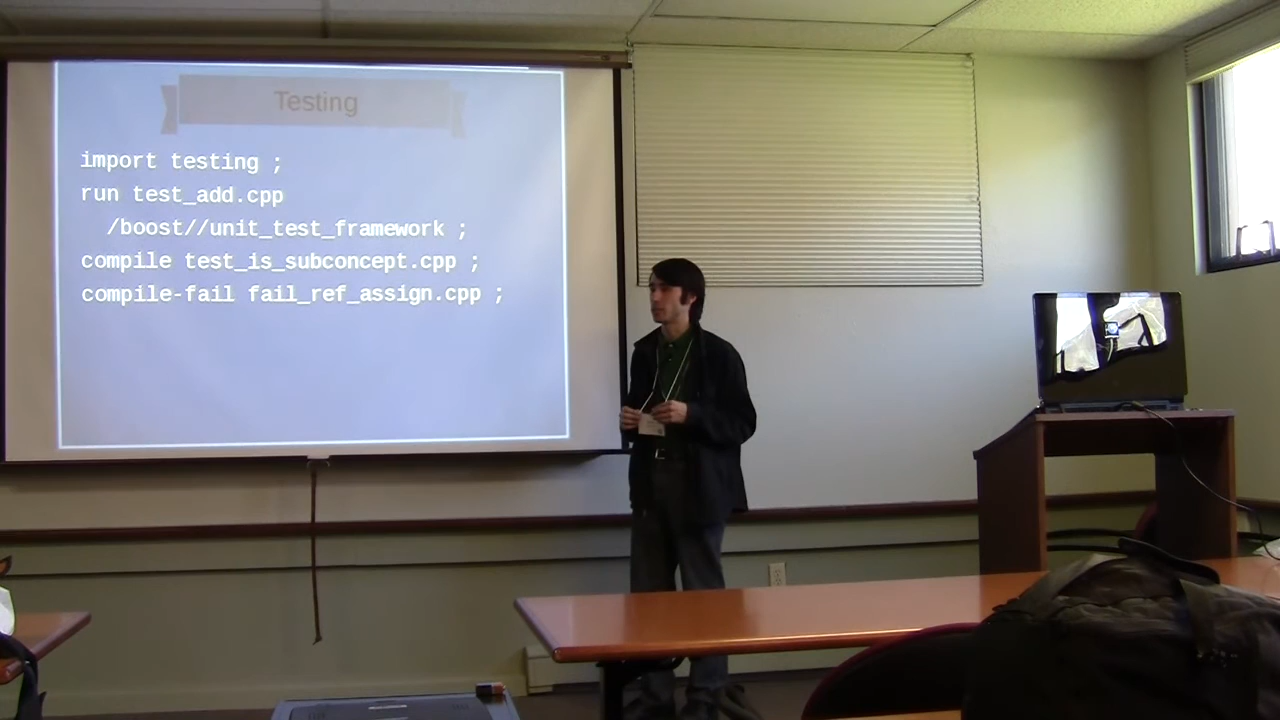 Testing
import testing ;
run test_add.cpp
/boost//unit_test_framework ;
compile test_is_subconcept.cpp ;
compile-fail fail_ref_assign.cpp ;